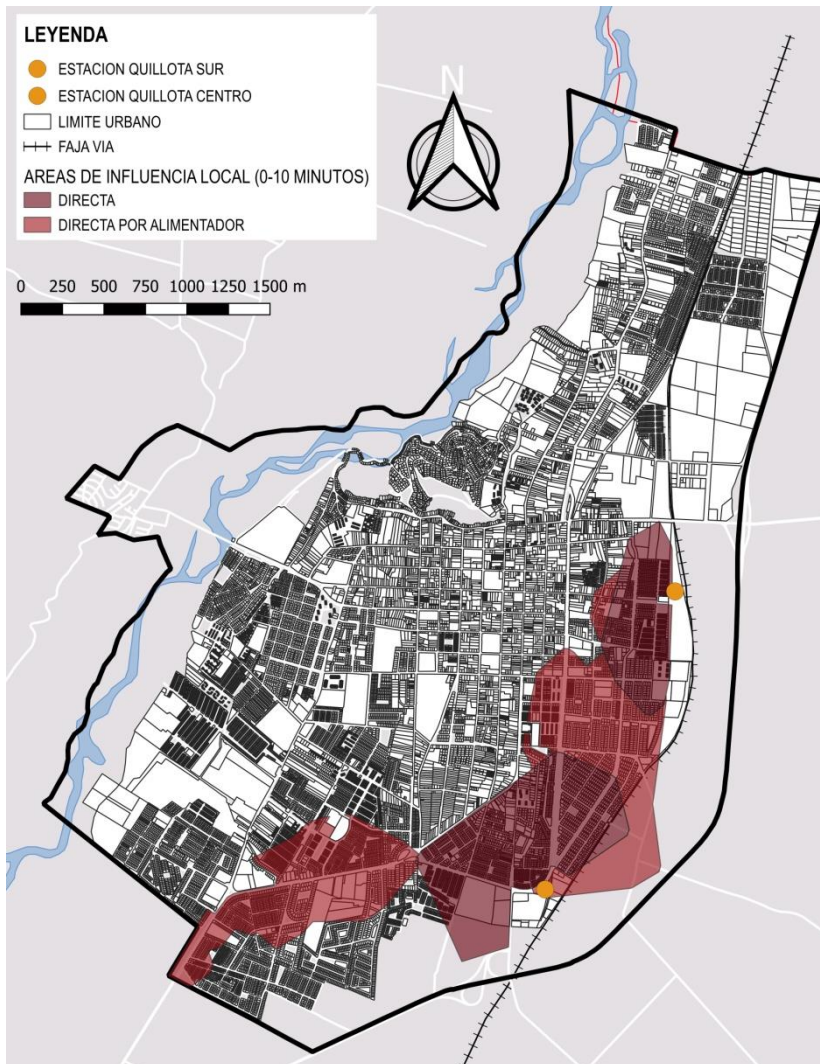 LEYENDA
ESTACION QUILLOTA SUR
ESTACION QUILLOTA CENTRO
LIMITE URBANO
FAJA VIA
AREAS DE INFLUENCIA LOCAL (0-10 MINUTOS)
DIRECTA
DIRECTA POR ALIMENTADOR
N
0 250 500 750 1000 1250 1500 m